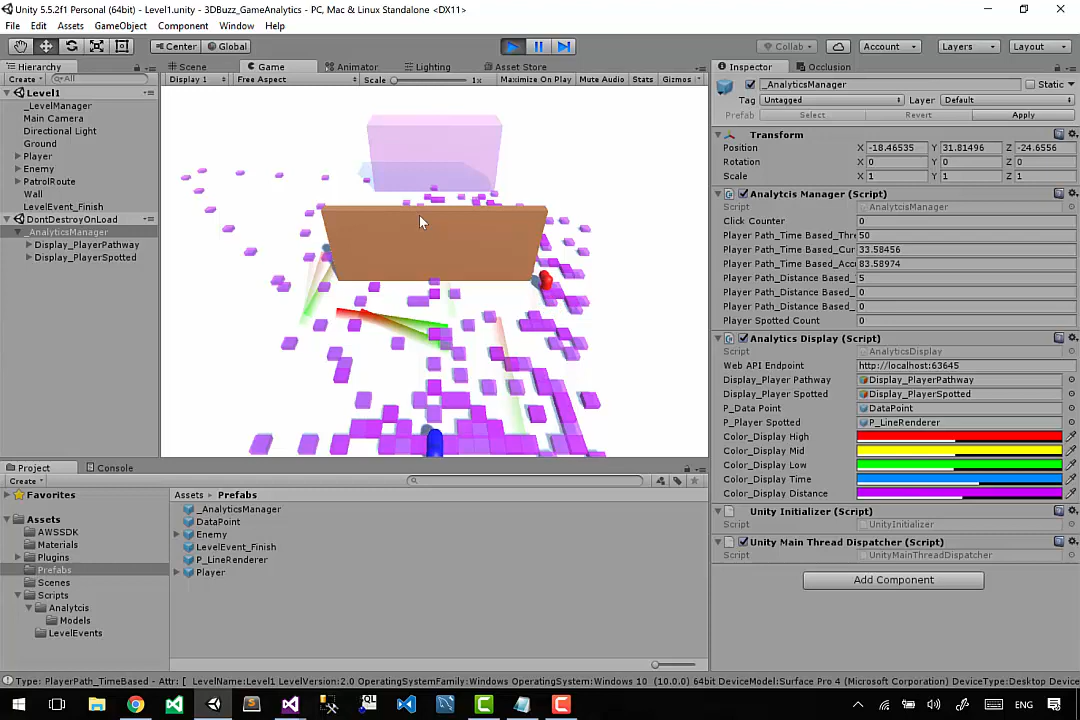 Unity 5.5.2f1 Personal (64bit) - Level1.unity - 3DBuzz_GameAnalytics - PC, Mac & Linux Standalone <DX11>
File Edit Assets GameObject Component Window Help
Center Global Collab Account Layers Layout
Hierarchy
Create All
Level1
_LevelManager
Main Camera
Directional Light
Ground
Player
Enemy
PatrolRoute
Wall
LevelEvent_Finish
DontDestroyOnLoad
_AnalyticsManager
Display_PlayerPathway
Display_PlayerSpotted
Scene Game Animator Lighting Asset Store
Display 1 Free Aspect Scale 1x Maximize On Play Mute Audio Stats Gizmos
Inspector Occlusion
_AnalyticsManager Static
Tag Untagged Layer Default
Prefab Select Revert Apply
Transform
Position X -18.46535 Y 31.81496 Z -24.6556
Rotation X 0 Y 0 Z 0
Scale X 1 Y 1 Z 1
Analytcis Manager (Script)
Script AnalytcisManager
Click Counter 0
Player Path_Time Based_Thr 50
Player Path_Time Based_Cur 33.58456
Player Path_Time Based_Acc 83.58974
Player Path_Distance Based_ 5
Player Path_Distance Based_ 0
Player Path_Distance Based_ 0
Player Spotted Count 0
Analytics Display (Script)
Script AnalyticsDisplay
Web API Endpoint http://localhost:63645
Display_Player Pathway Display_PlayerPathway
Display_Player Spotted Display_PlayerSpotted
P_Data Point DataPoint
P_Player Spotted P_LineRenderer
Color_Display High
Color_Display Mid
Color_Display Low
Color_Display Time
Color_Display Distance
Unity Initializer (Script)
Script UnityInitializer
Unity Main Thread Dispatcher (Script)
Script UnityMainThreadDispatcher
Add Component
Project Console
Create
Favorites
Assets
AWSSDK
Materials
Plugins
Prefabs
Scenes
Scripts
Analytcis
Models
LevelEvents
Assets Prefabs
_AnalyticsManager
DataPoint
Enemy
LevelEvent_Finish
P_LineRenderer
Player
Type: PlayerPath_TimeBased - Attr: [ LevelName:Level1 LevelVersion:2.0 OperatingSystemFamily:Windows OperatingSystem:Windows 10 (10.0.0) 64bit DeviceModel:Surface Pro 4 (Microsoft Corporation) DeviceType:Desktop Device
ENG